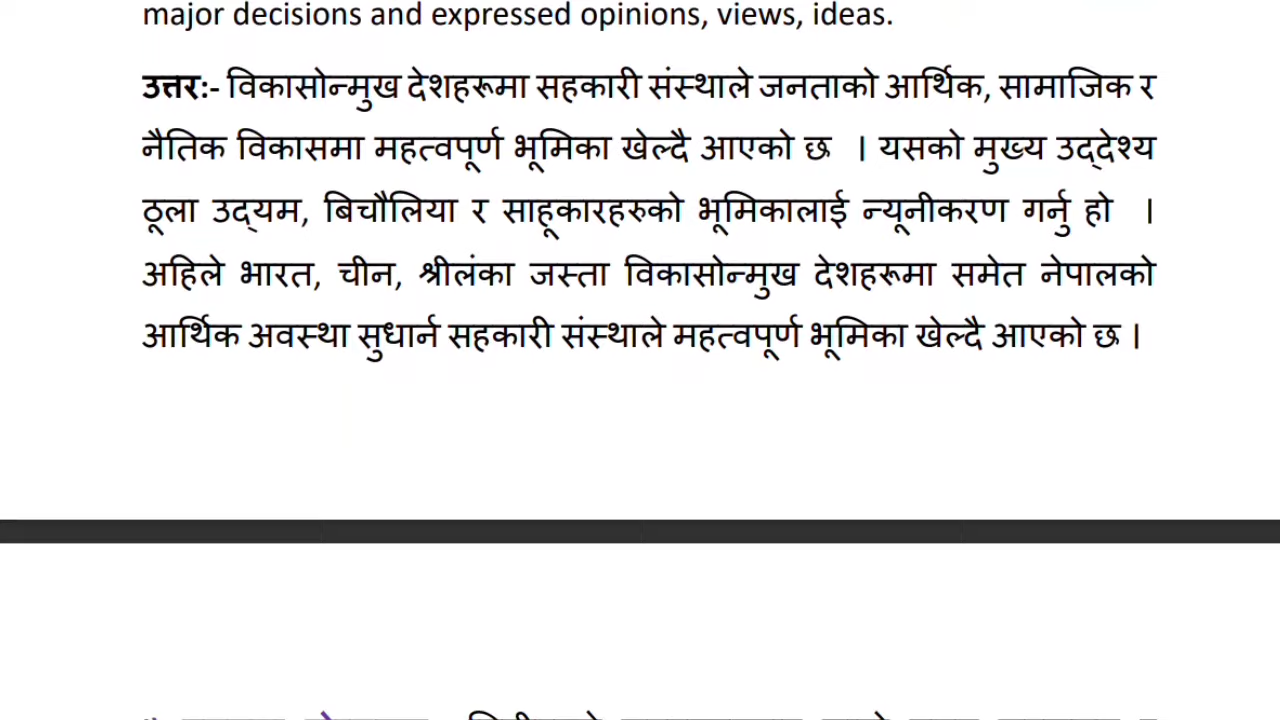 major decisions and expressed opinions, views, ideas.
उत्तर:- विकासोन्मुख देशहरूमा सहकारी संस्थाले जनताको आर्थिक, सामाजिक र
नैतिक विकासमा महत्वपूर्ण भूमिका खेल्दै आएको छ । यसको मुख्य उद्देश्य
ठूला उद्यम, बिचौलिया र साहूकारहरुको भूमिकालाई न्यूनीकरण गर्नु हो ।
अहिले भारत, चीन, श्रीलंका जस्ता विकासोन्मुख देशहरूमा समेत नेपालको
आर्थिक अवस्था सुधार्न सहकारी संस्थाले महत्वपूर्ण भूमिका खेल्दै आएको छ ।